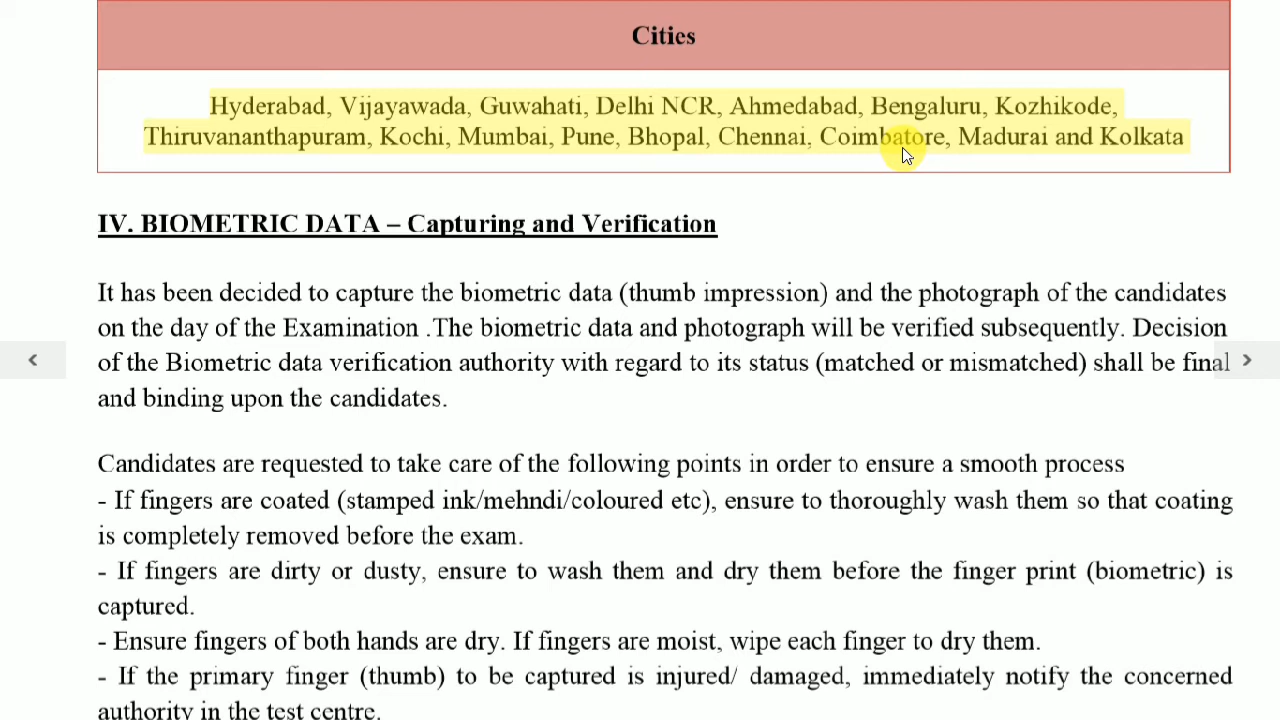 Cities
Hyderabad, Vijayawada, Guwahati, Delhi NCR, Ahmedabad, Bengaluru, Kozhikode,
Thiruvananthapuram, Kochi, Mumbai, Pune, Bhopal, Chennai, Coimbatore, Madurai and Kolkata
IV. BIOMETRIC DATA – Capturing and Verification
It has been decided to capture the biometric data (thumb impression) and the photograph of the candidates
on the day of the Examination .The biometric data and photograph will be verified subsequently. Decision
of the Biometric data verification authority with regard to its status (matched or mismatched) shall be final
and binding upon the candidates.
Candidates are requested to take care of the following points in order to ensure a smooth process
- If fingers are coated (stamped ink/mehndi/coloured etc), ensure to thoroughly wash them so that coating
is completely removed before the exam.
- If fingers are dirty or dusty, ensure to wash them and dry them before the finger print (biometric) is
captured.
- Ensure fingers of both hands are dry. If fingers are moist, wipe each finger to dry them.
- If the primary finger (thumb) to be captured is injured/ damaged, immediately notify the concerned
authority in the test centre.